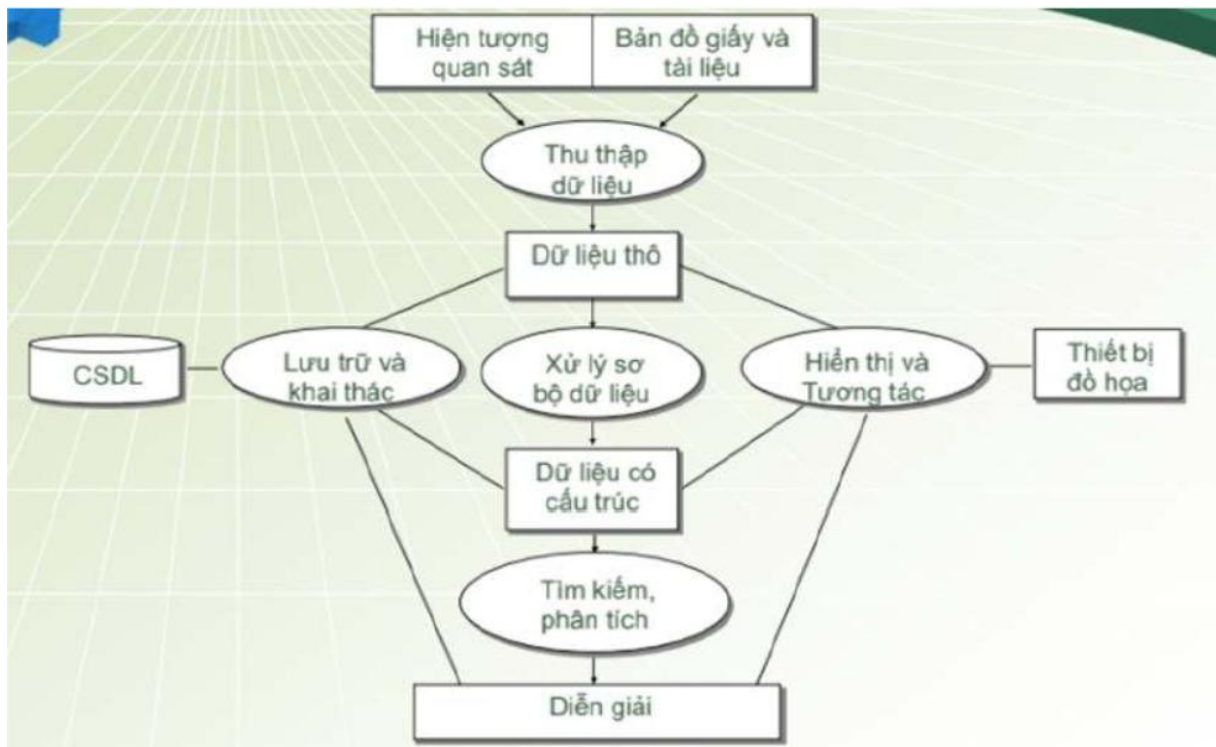 Hiện tượng
quan sát
Bản đồ giấy và
tài liệu
Thu thập
dữ liệu
Dữ liệu thô
CSDL
Lưu trữ và
khai thác
Xử lý sơ
bộ dữ liệu
Hiển thị và
Tương tác
Thiết bị
đồ họa
Dữ liệu có
cấu trúc
Tìm kiếm,
phân tích
Diễn giải